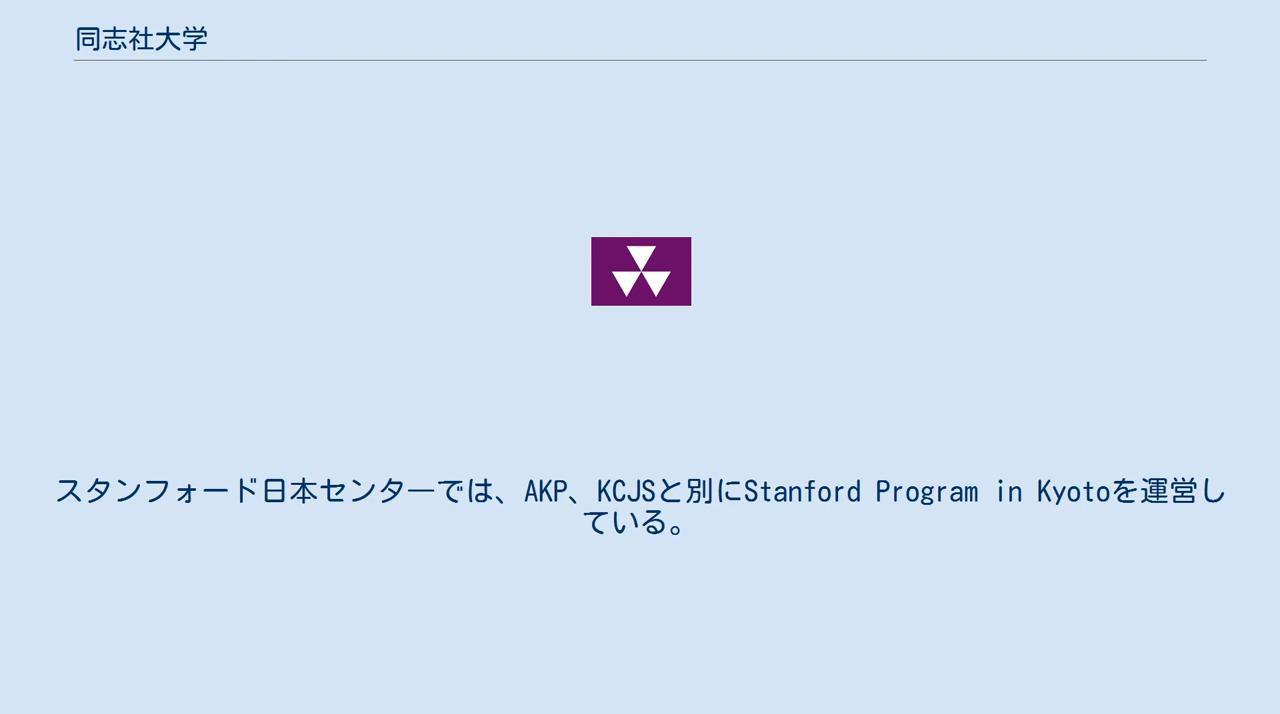 同志社大学
スタンフォード日本センタ―では、AKP、KCJSと別にStanford Program in Kyotoを運営し
ている。